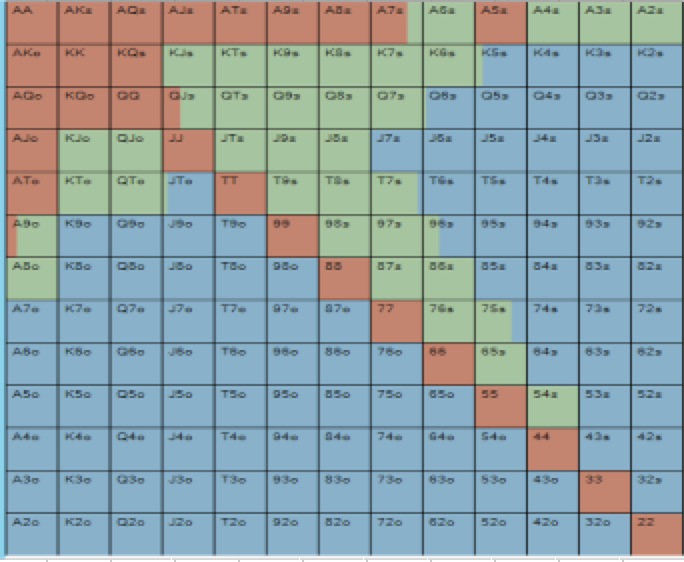 AA AKs AQs AJs ATs A9s A8s A7s A6s A5s A4s A3s A2s
AKo KK KQs KJs KTs K9s K8s K7s K6s K5s K4s K3s K2s
AQo KQo QQ QJs QTs Q9s Q8s Q7s Q6s Q5s Q4s Q3s Q2s
AJo KJo QJo JJ JTs J9s J8s J7s J6s J5s J4s J3s J2s
ATo KTo QTo JTo TT T9s T8s T7s T6s T5s T4s T3s T2s
A9o K9o Q9o J9o T9o 99 98s 97s 96s 95s 94s 93s 92s
A8o K8o Q8o J8o T8o 98o 88 87s 86s 85s 84s 83s 82s
A7o K7o Q7o J7o T7o 97o 87o 77 76s 75s 74s 73s 72s
A6o K6o Q6o J6o T6o 96o 86o 76o 66 65s 64s 63s 62s
A5o K5o Q5o J5o T5o 95o 85o 75o 65o 55 54s 53s 52s
A4o K4o Q4o J4o T4o 94o 84o 74o 64o 54o 44 43s 42s
A3o K3o Q3o J3o T3o 93o 83o 73o 63o 53o 43o 33 32s
A2o K2o Q2o J2o T2o 92o 82o 72o 62o 52o 42o 32o 22